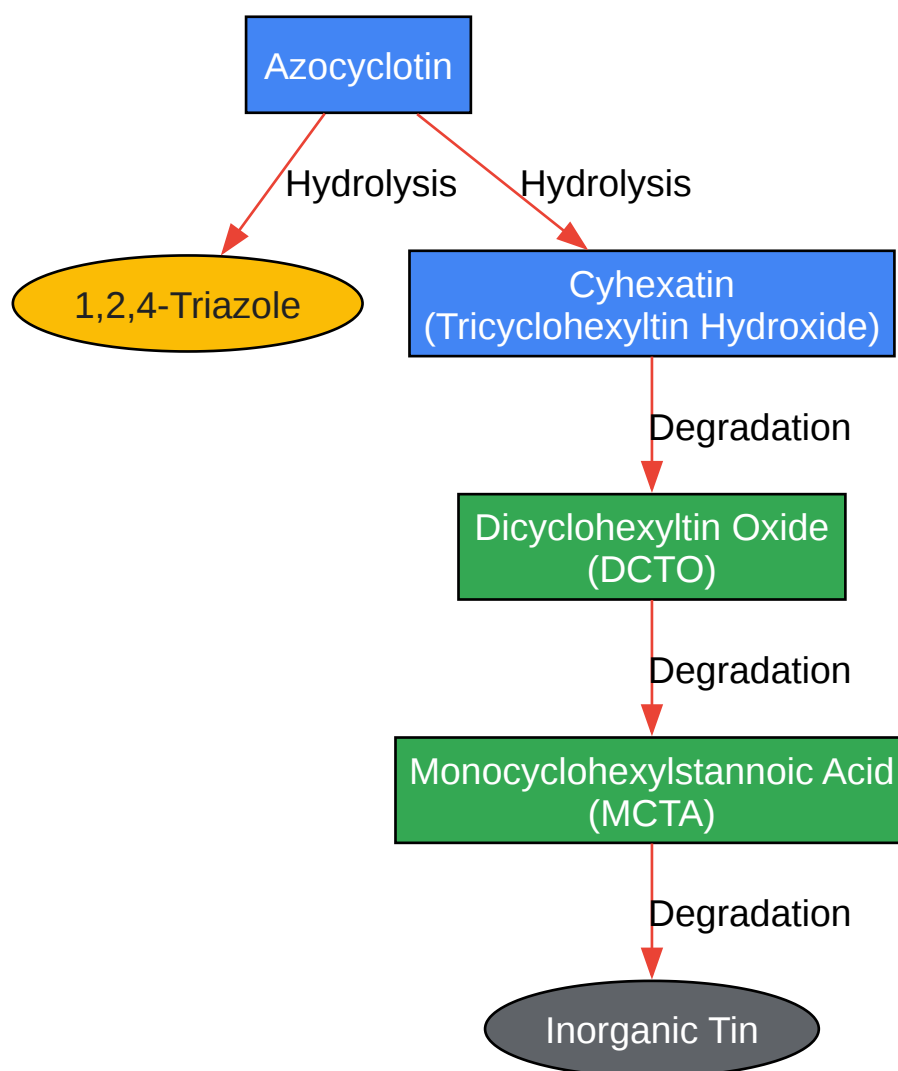 Azocyclotin
Hydrolysis
Hydrolysis
1,2,4-Triazole
Cyhexatin
(Tricyclohexyltin Hydroxide)
Degradation
Dicyclohexyltin Oxide
(DCTO)
Degradation
Monocyclohexylstannoic Acid
(MCTA)
Degradation
Inorganic Tin